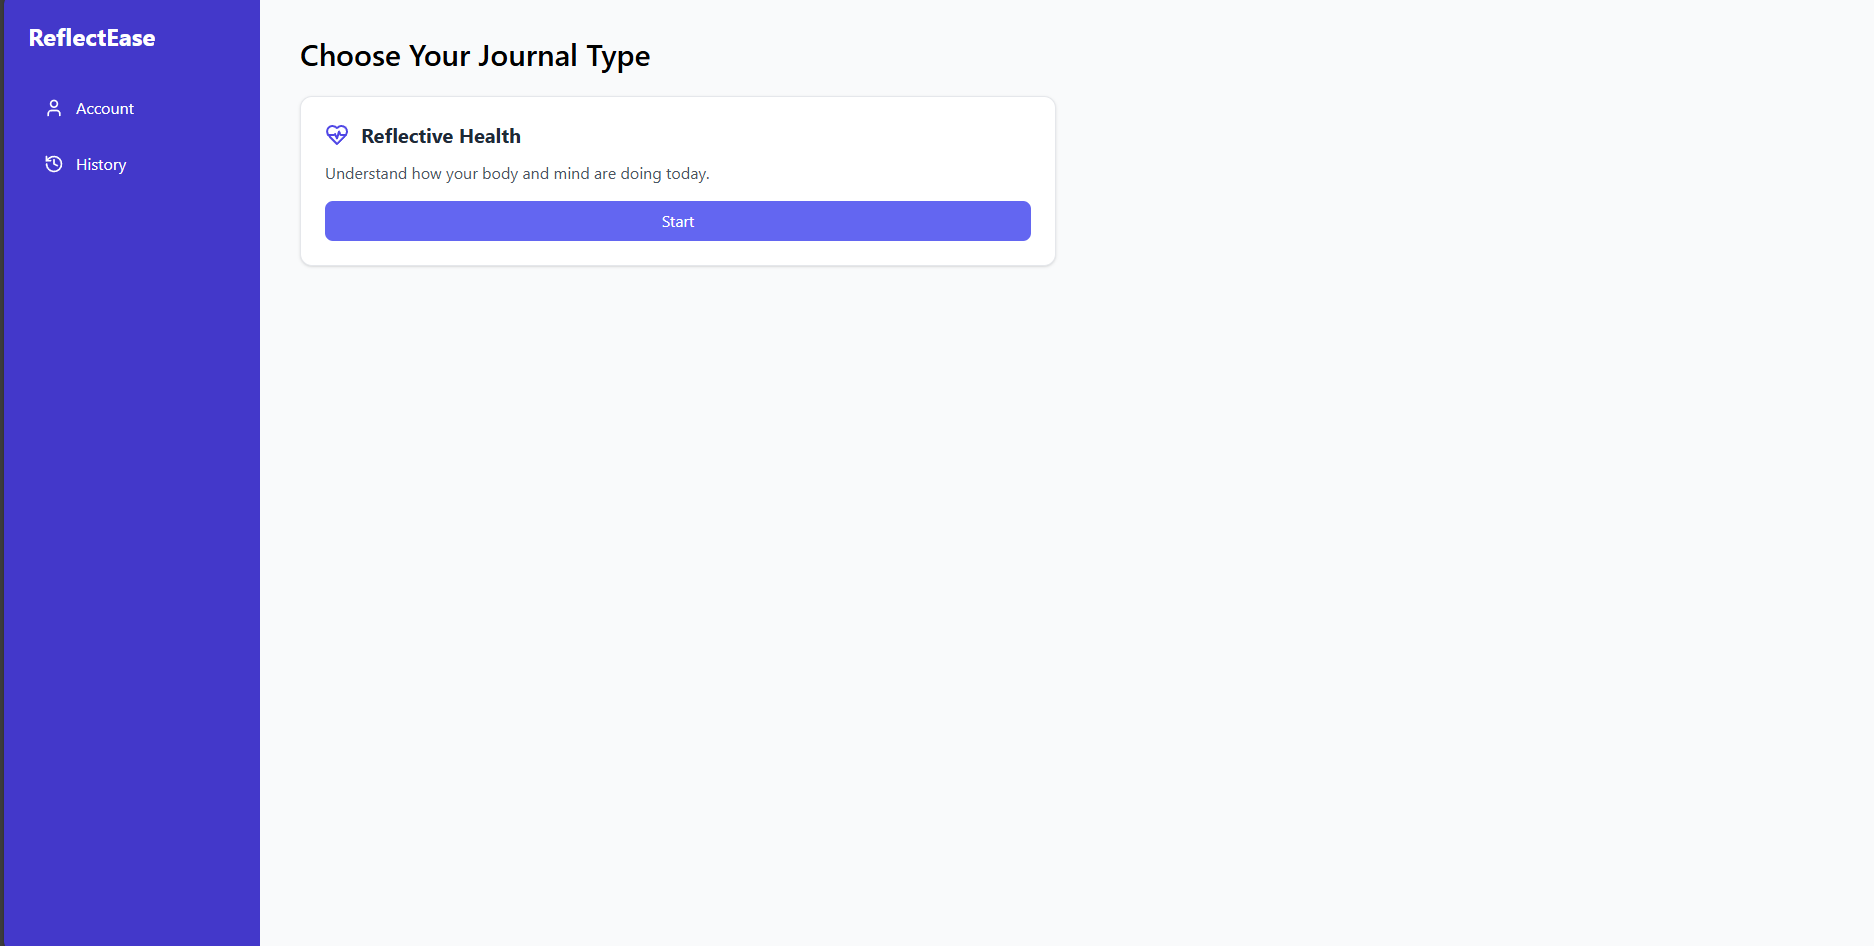 ReflectEase
Account
History
Choose Your Journal Type
Reflective Health
Understand how your body and mind are doing today.
Start